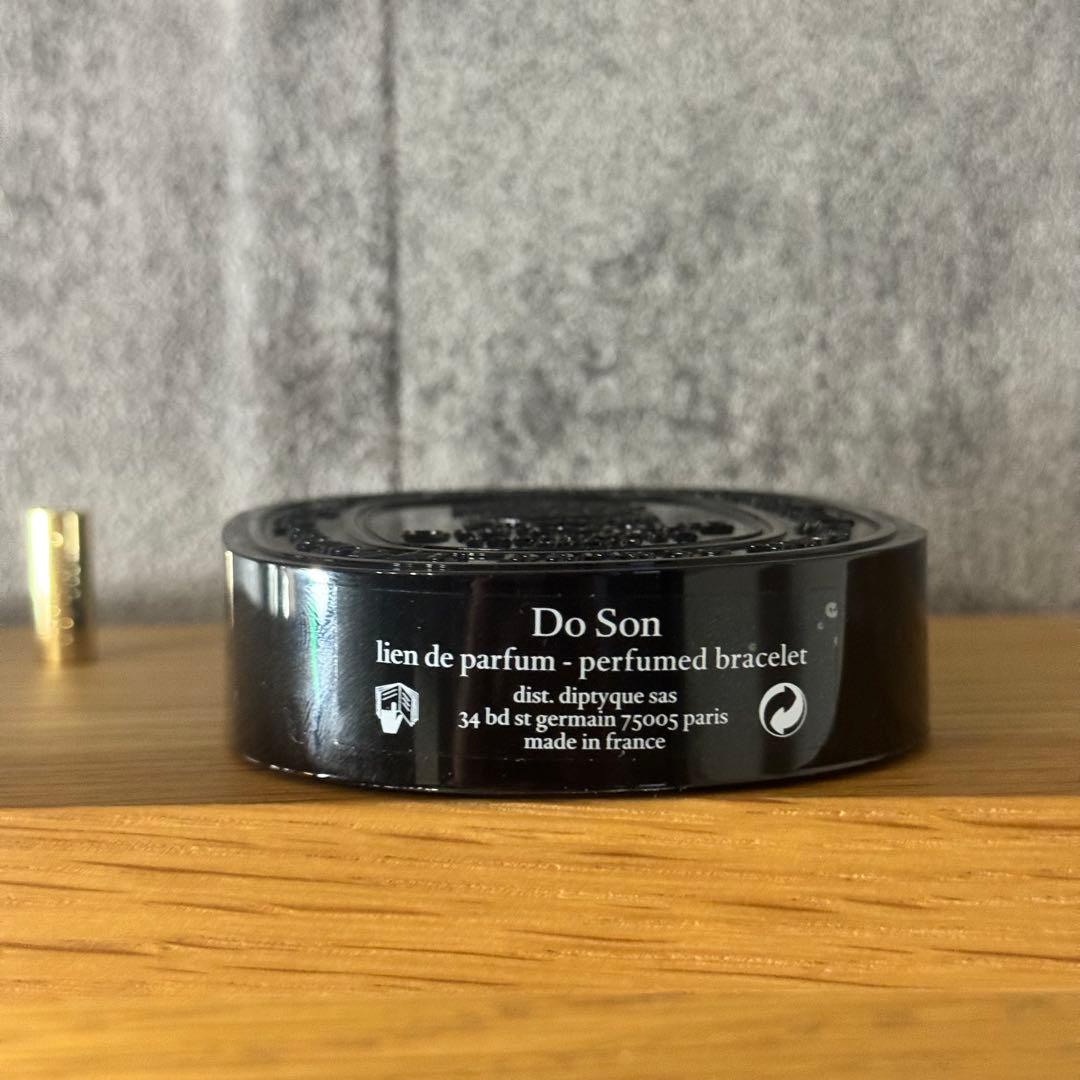 Do Son
lien de parfum - perfumed bracelet
dist. diptyque sas
34 bd st germain 75005 paris
made in france